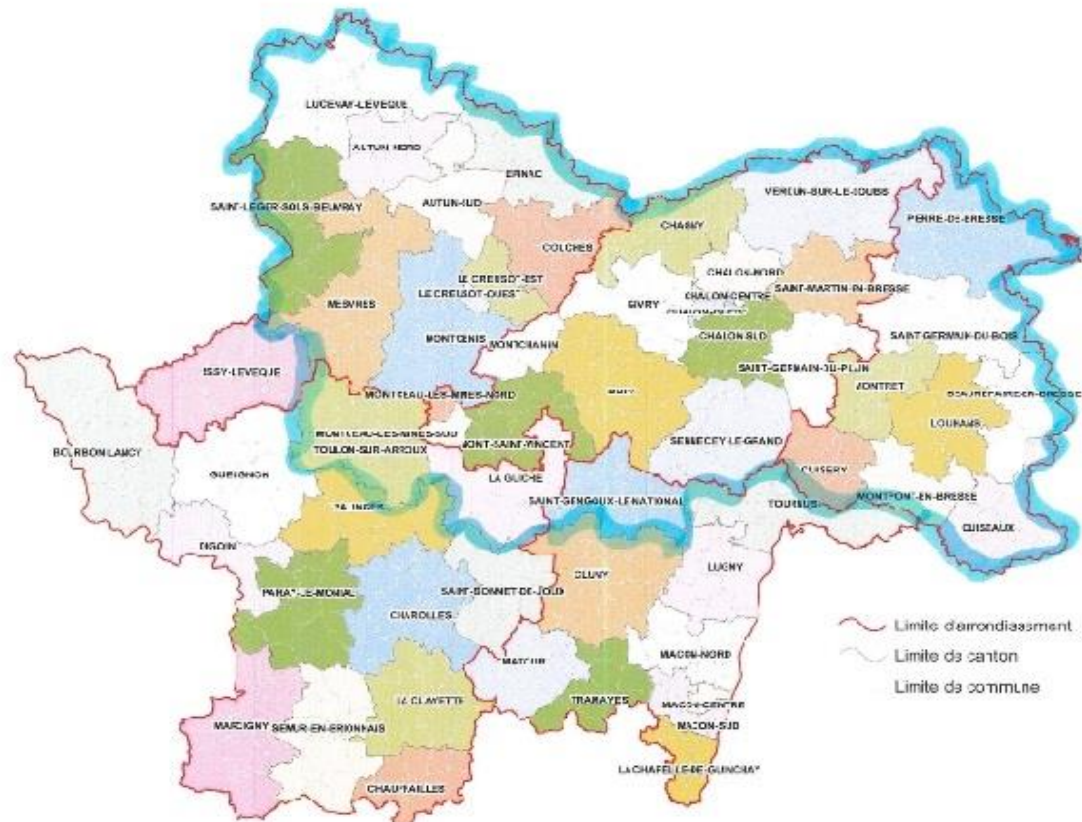 LUCENAY-LEVEQUE
AUTUN-NORD
EPINAC
VERDUN-SUR-LE-DOUBS
SAINT-LEGER-SOUS-BEUVRAY
AUTUN-SUD
CHAGNY
PIERRE-DE-BRESSE
COUCHES
LE CREUSOT-EST
CHALON-NORD
LE CREUSOT-OUEST
SAINT-MARTIN-EN-BRESSE
MESVRES
GIVRY
CHALON-CENTRE
CHALON-OUEST
MONTCENIS
MONTCHANIN
CHALON-SUD
SAINT-GERMAIN-DU-BOIS
ISSY-LEVEQUE
SAINT-GERMAIN-DU-PLAIN
MONTRET
BEAUREPAIRE-EN-BRESSE
MONTCEAU-LES-MINES-NORD
BUXY
LOUHANS
MONTCEAU-LES-MINES-SUD
MONT-SAINT-VINCENT
SENNECEY-LE-GRAND
BOURBON-LANCY
TOULON-SUR-ARROUX
GUEUGNON
LA GUICHE
CUISERY
SAINT-GENGOUX-LE-NATIONAL
MONTPONT-EN-BRESSE
PALINGES
TOURNUS
CUISEAUX
DIGOIN
LUGNY
CLUNY
PARAY-LE-MONIAL
SAINT-BONNET-DE-JOUX
CHAROLLES
MATOUR
MACON-NORD
LA CLAYETTE
TRAMAYES
MACON-CENTRE
MARCIGNY
SEMUR-EN-BRIONNAIS
MACON-SUD
LA CHAPELLE-DE-GUINCHAY
CHAUFFAILLES
Limite d'arrondissement
Limite de canton
Limite de commune